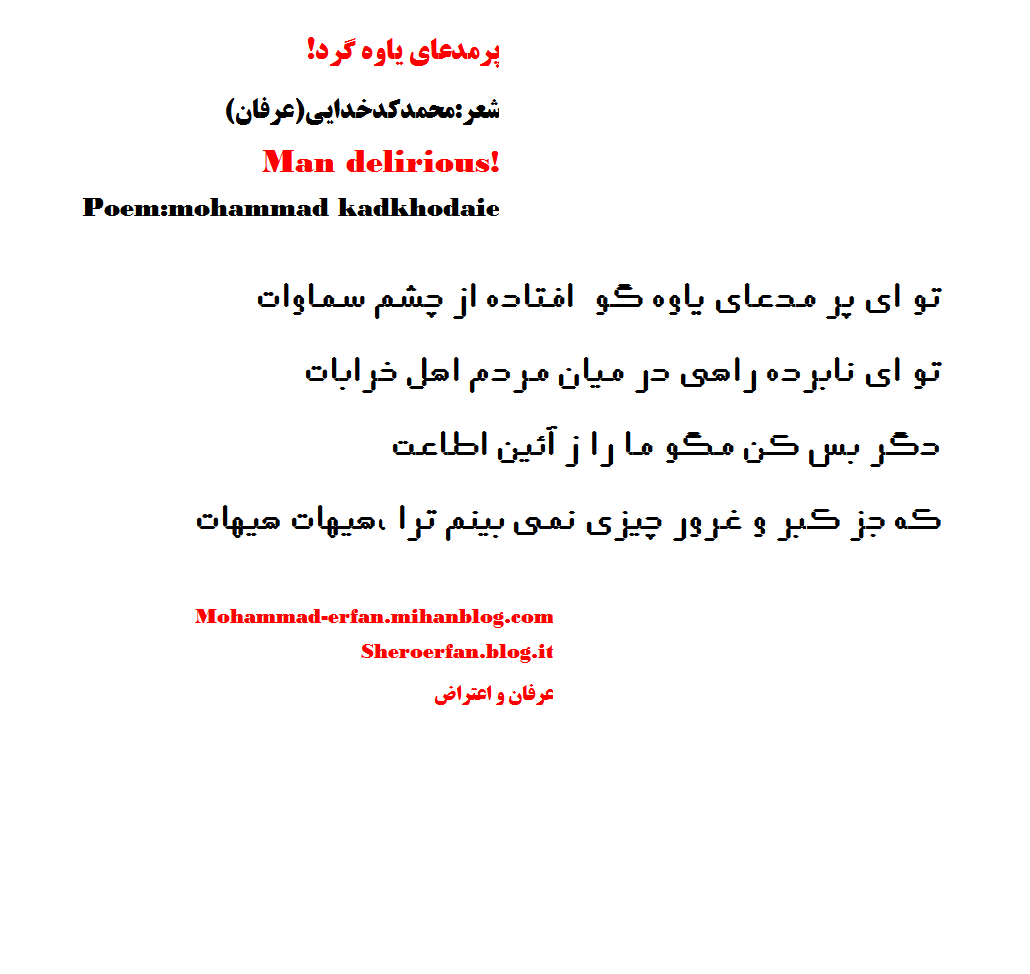 پرمدعای یاوه گرد!
شعر:محمدکدخدایی(عرفان)
Man delirious!
Poem:mohammad kadkhodaie
تو ای پر مدعای یاوه گو افتاده از چشم سماوات
تو ای نابرده راهی در میان مردم اهل خرابات
دگر بس کن مگو ما را ز آئین اطاعت
که جز کبر و غرور چیزی نمی بینم ترا ،هیهات هیهات
Mohammad-erfan.mihanblog.com
Sheroerfan.blog.it
عرفان و اعتراض